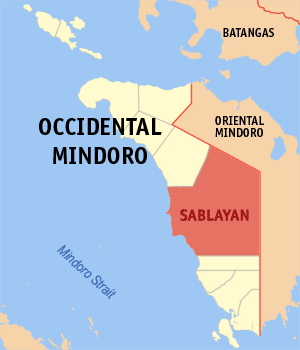 BATANGAS
OCCIDENTAL
MINDORO
ORIENTAL
MINDORO
SABLAYAN
Mindoro Strait